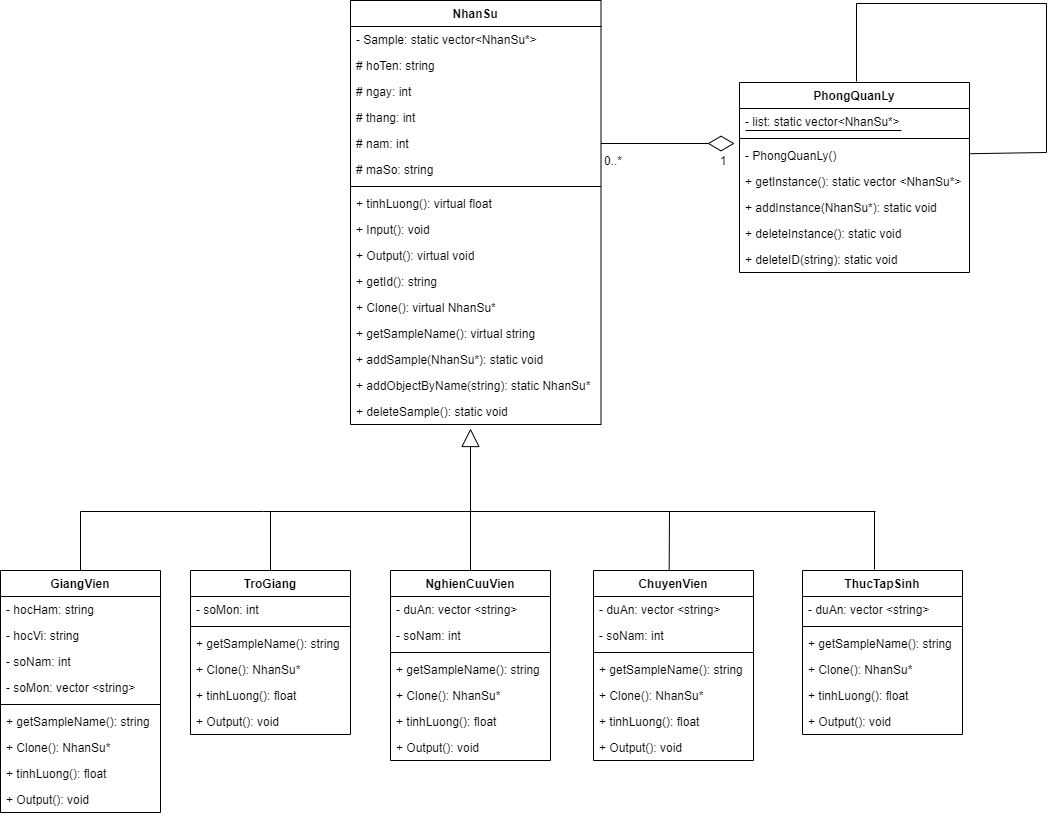 NhanSu
- Sample: static vector<NhanSu*>
# hoTen: string
# ngay: int
# thang: int
# nam: int
# maSo: string
+ tinhLuong(): virtual float
+ Input(): void
+ Output(): virtual void
+ getId(): string
+ Clone(): virtual NhanSu*
+ getSampleName(): virtual string
+ addSample(NhanSu*): static void
+ addObjectByName(string): static NhanSu*
+ deleteSample(): static void
0..*
1
PhongQuanLy
- list: static vector<NhanSu*>
- PhongQuanLy()
+ getInstance(): static vector <NhanSu*>
+ addInstance(NhanSu*): static void
+ deleteInstance(): static void
+ deleteID(string): static void
GiangVien
- hocHam: string
- hocVi: string
- soNam: int
- soMon: vector <string>
+ getSampleName(): string
+ Clone(): NhanSu*
+ tinhLuong(): float
+ Output(): void
TroGiang
- soMon: int
+ getSampleName(): string
+ Clone(): NhanSu*
+ tinhLuong(): float
+ Output(): void
NghienCuuVien
- duAn: vector <string>
- soNam: int
+ getSampleName(): string
+ Clone(): NhanSu*
+ tinhLuong(): float
+ Output(): void
ChuyenVien
- duAn: vector <string>
- soNam: int
+ getSampleName(): string
+ Clone(): NhanSu*
+ tinhLuong(): float
+ Output(): void
ThucTapSinh
- duAn: vector <string>
+ getSampleName(): string
+ Clone(): NhanSu*
+ tinhLuong(): float
+ Output(): void